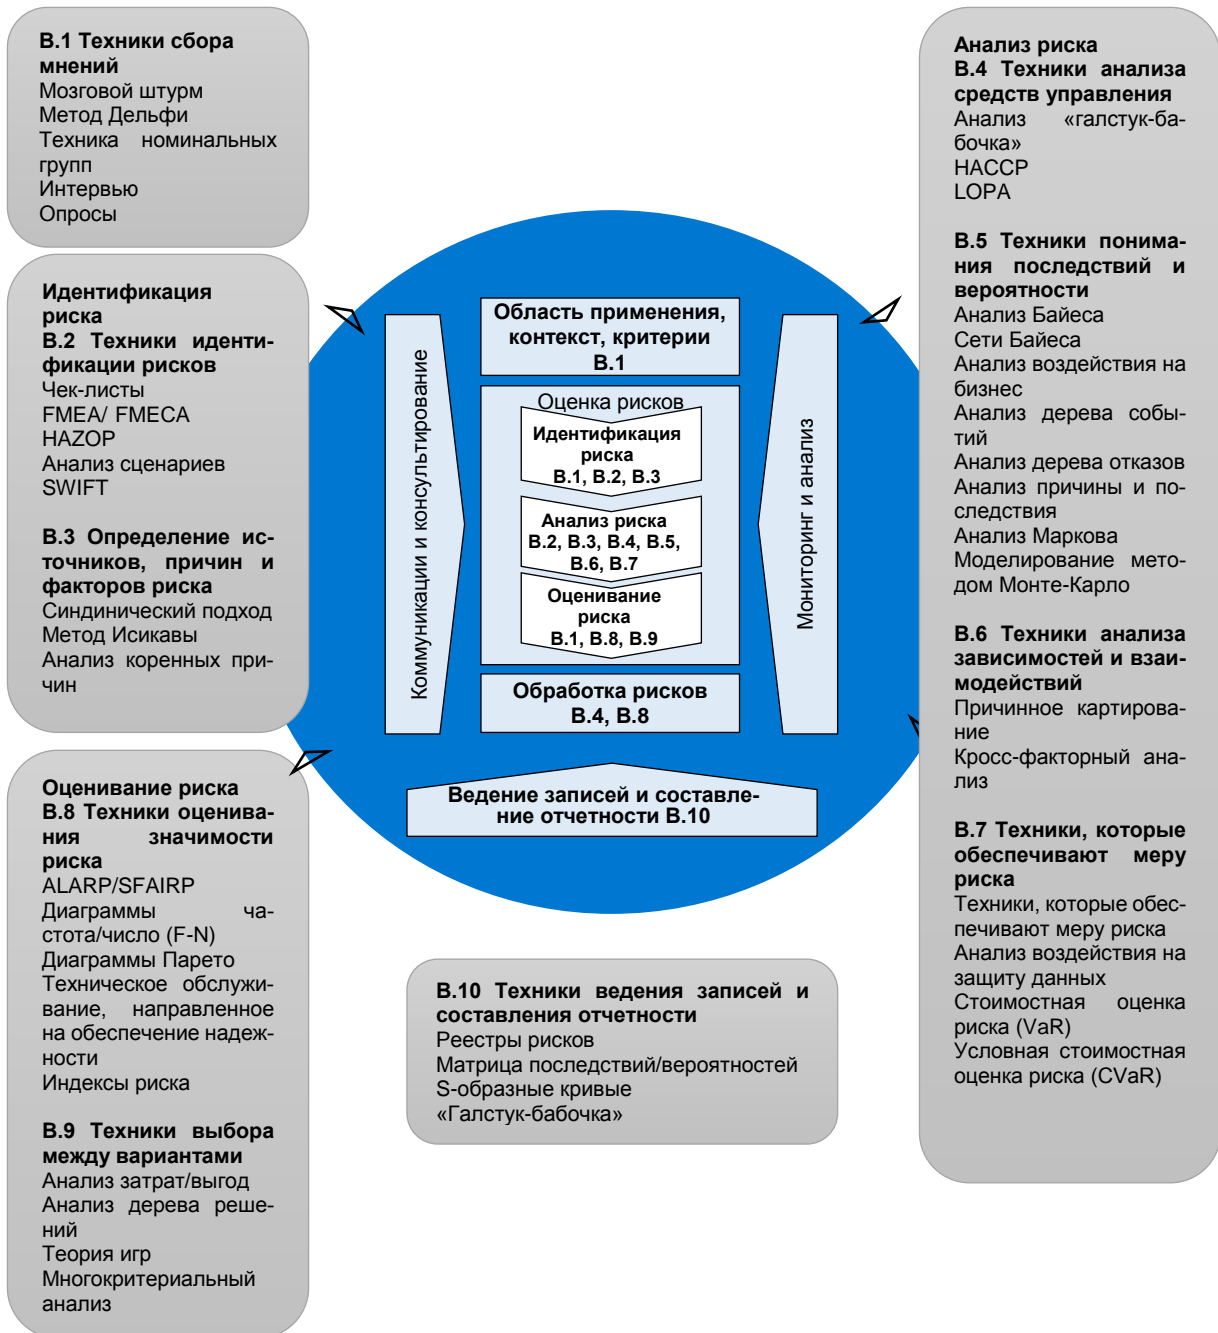 B.1 Техники сбора
мнений
Мозговой штурм
Метод Дельфи
Техника номинальных
групп
Интервью
Опросы
Идентификация
риска
B.2 Техники иденти-
фикации рисков
Чек-листы
FMEA/ FMECA
HAZOP
Анализ сценариев
SWIFT
B.3 Определение ис-
точников, причин и
факторов риска
Синдинический подход
Метод Исикавы
Анализ коренных при-
чин
Оценивание риска
B.8 Техники оценива-
ния значимости
риска
ALARP/SFAIRP
Диаграммы ча-
стота/число (F-N)
Диаграммы Парето
Техническое обслужи-
вание, направленное
на обеспечение надеж-
ности
Индексы риска
B.9 Техники выбора
между вариантами
Анализ затрат/выгод
Анализ дерева реше-
ний
Теория игр
Многокритериальный
анализ
Коммуникации и консультирование
Область применения,
контекст, критерии
B.1
Оценка рисков
Идентификация
риска
B.1, B.2, B.3
Анализ риска
B.2, B.3, B.4, B.5,
B.6, B.7
Оценивание
риска
B.1, B.8, B.9
Обработка рисков
B.4, B.8
Мониторинг и анализ
Ведение записей и составле-
ние отчетности B.10
B.10 Техники ведения записей и
составления отчетности
Реестры рисков
Матрица последствий/вероятностей
S-образные кривые
«Галстук-бабочка»
Анализ риска
B.4 Техники анализа
средств управления
Анализ «галстук-ба-
бочка»
HACCP
LOPA
B.5 Техники понима-
ния последствий и
вероятности
Анализ Байеса
Сети Байеса
Анализ воздействия на
бизнес
Анализ дерева собы-
тий
Анализ дерева отказов
Анализ причины и по-
следствия
Анализ Маркова
Моделирование мето-
дом Монте-Карло
B.6 Техники анализа
зависимостей и взаи-
модействий
Причинное картирова-
ние
Кросс-факторный ана-
лиз
B.7 Техники, которые
обеспечивают меру
риска
Техники, которые обес-
печивают меру риска
Анализ воздействия на
защиту данных
Стоимостная оценка
риска (VaR)
Условная стоимостная
оценка риска (CVaR)